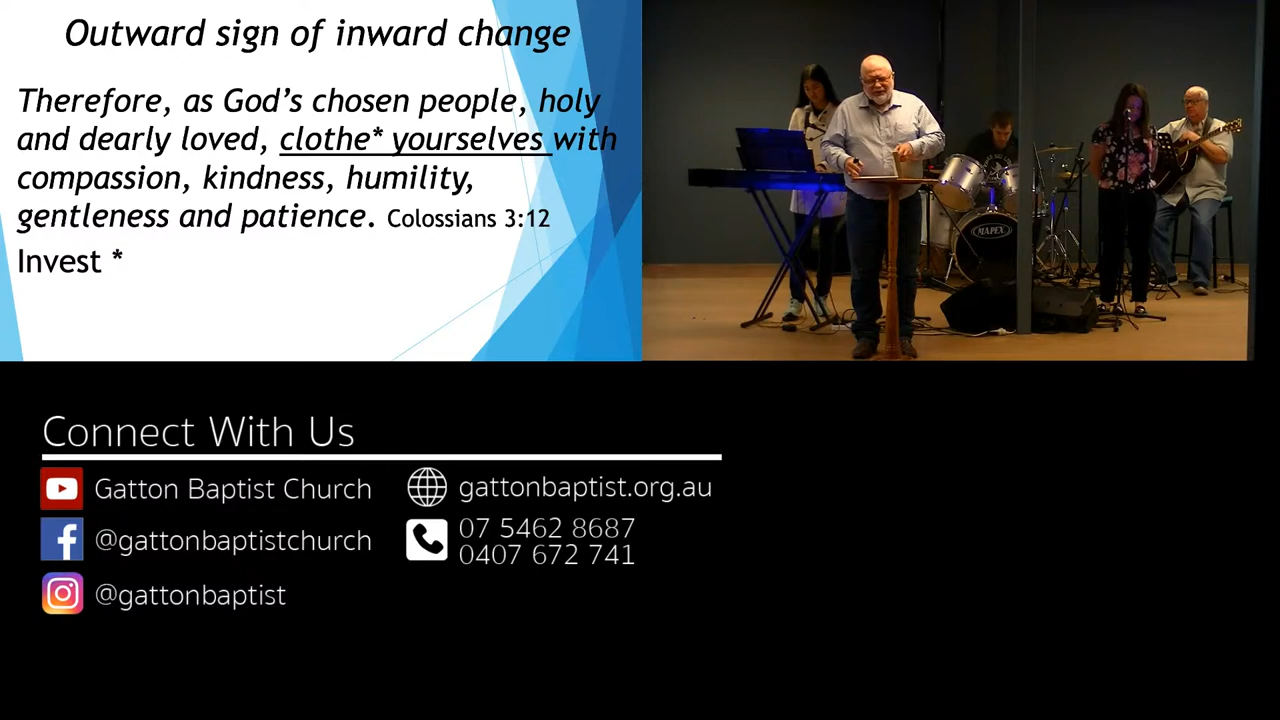 Outward sign of inward change
Therefore, as God's chosen people, holy
and dearly loved, clothe* yourselves with
compassion, kindness, humility,
gentleness and patience. Colossians 3:12
Invest *
MAPEX
Connect With Us
Gatton Baptist Church
@gattonbaptistchurch
@gattonbaptist
gattonbaptist.org.au
07 5462 8687
0407 672 741